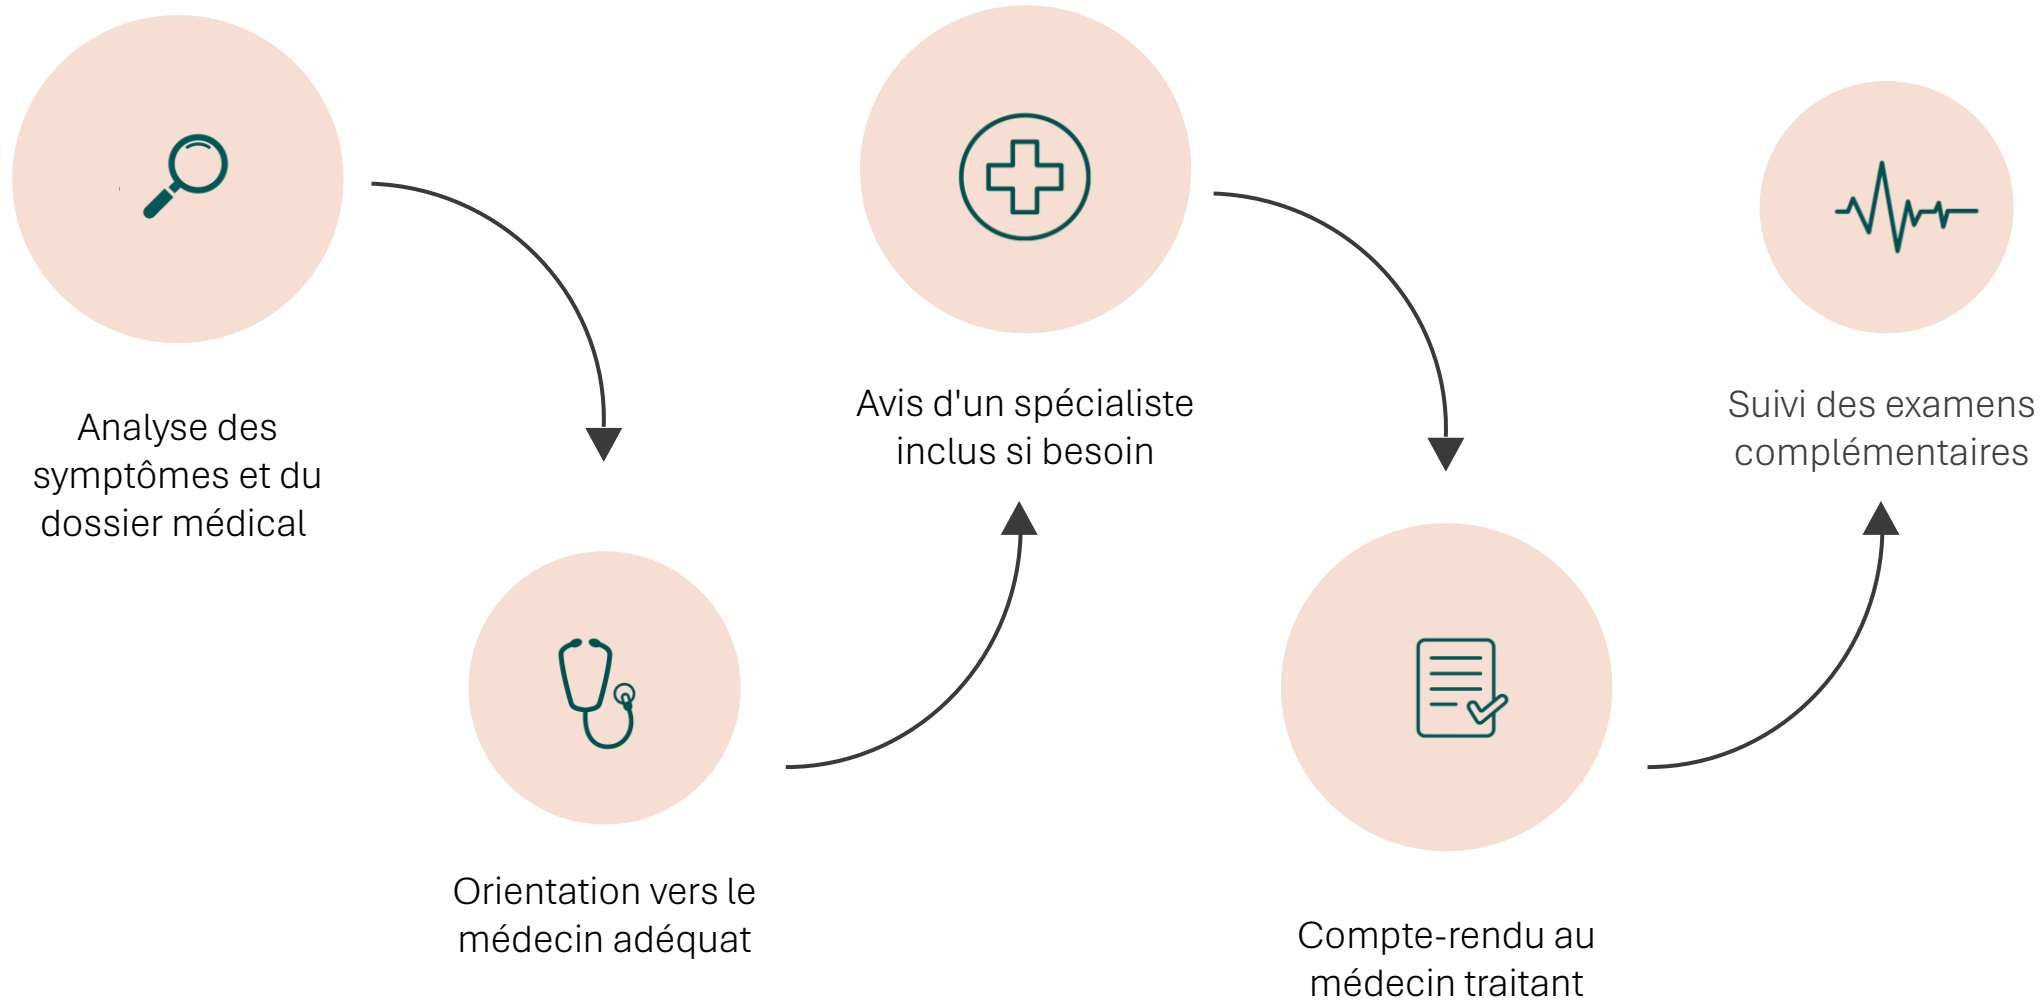 Analyse des
symptômes et du
dossier médical
Orientation vers le
médecin adéquat
Avis d'un spécialiste
inclus si besoin
Compte-rendu au
médecin traitant
Suivi des examens
complémentaires